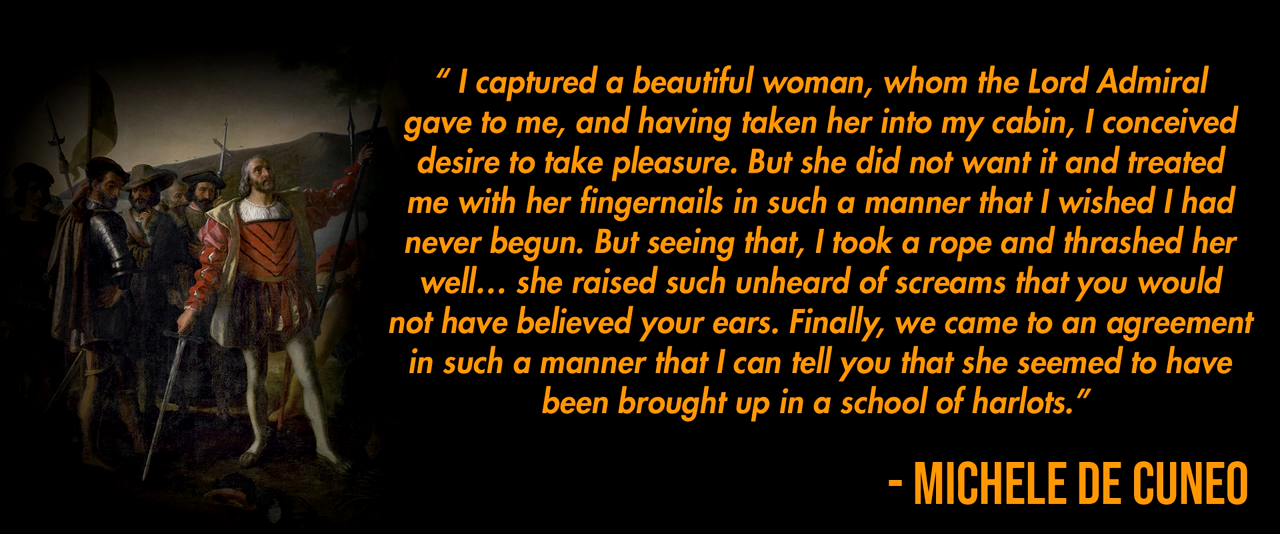 “ I captured a beautiful woman, whom the Lord Admiral
gave to me, and having taken her into my cabin, I conceived
desire to take pleasure. But she did not want it and treated
me with her fingernails in such a manner that I wished I had
never begun. But seeing that, I took a rope and thrashed her
well... she raised such unheard of screams that you would
not have believed your ears. Finally, we came to an agreement
in such a manner that I can tell you that she seemed to have
been brought up in a school of harlots.”
- MICHELE DE CUNEO